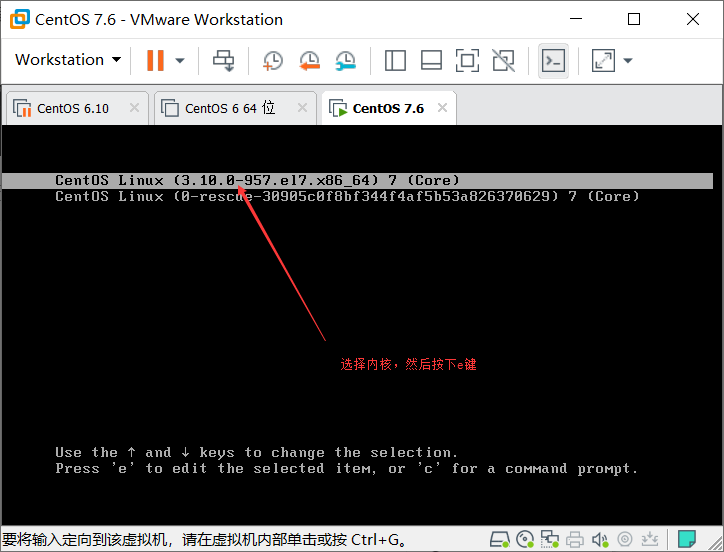 CentOS 7.6 - VMware Workstation
Workstation
CentOS 6.10
CentOS 6 64 位
CentOS 7.6
CentOS Linux (3.10.0-957.el7.x86_64) 7 (Core)
CentOS Linux (0-rescue-30905c0f8bf344f4af5b53a826370629) 7 (Core)
选择内核，然后按下e键
Use the ↑ and ↓ keys to change the selection.
Press 'e' to edit the selected item, or 'c' for a command prompt.
要将输入定向到该虚拟机，请在虚拟机内部单击或按 Ctrl+G。